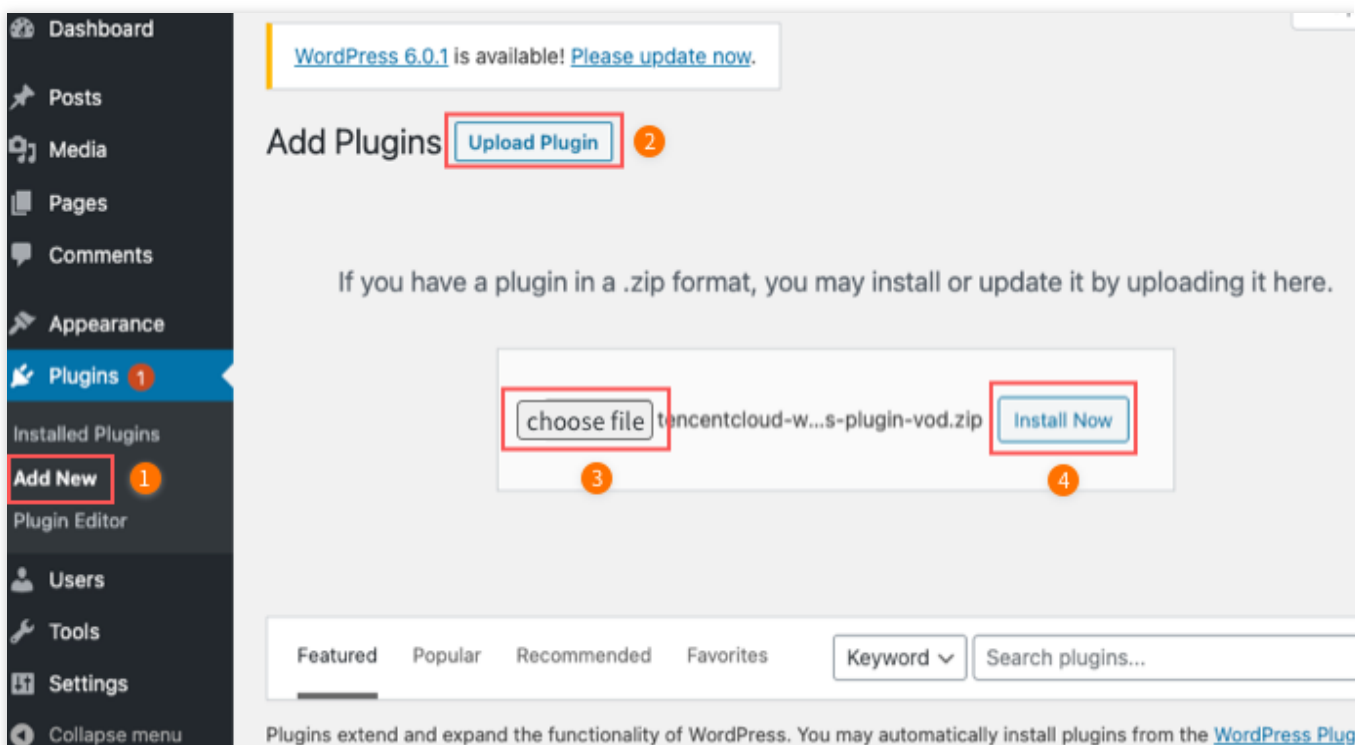 Dashboard
Posts
Media
Pages
Comments
Appearance
Plugins 1
Installed Plugins
Add New 1
Plugin Editor
Users
Tools
Settings
Collapse menu
WordPress 6.0.1 is available! Please update now.
Add Plugins Upload Plugin 2
If you have a plugin in a .zip format, you may install or update it by uploading it here.
choose file tencentcloud-w...s-plugin-vod.zip Install Now
3 4
Featured Popular Recommended Favorites Keyword Search plugins...
Plugins extend and expand the functionality of WordPress. You may automatically install plugins from the WordPress Plug